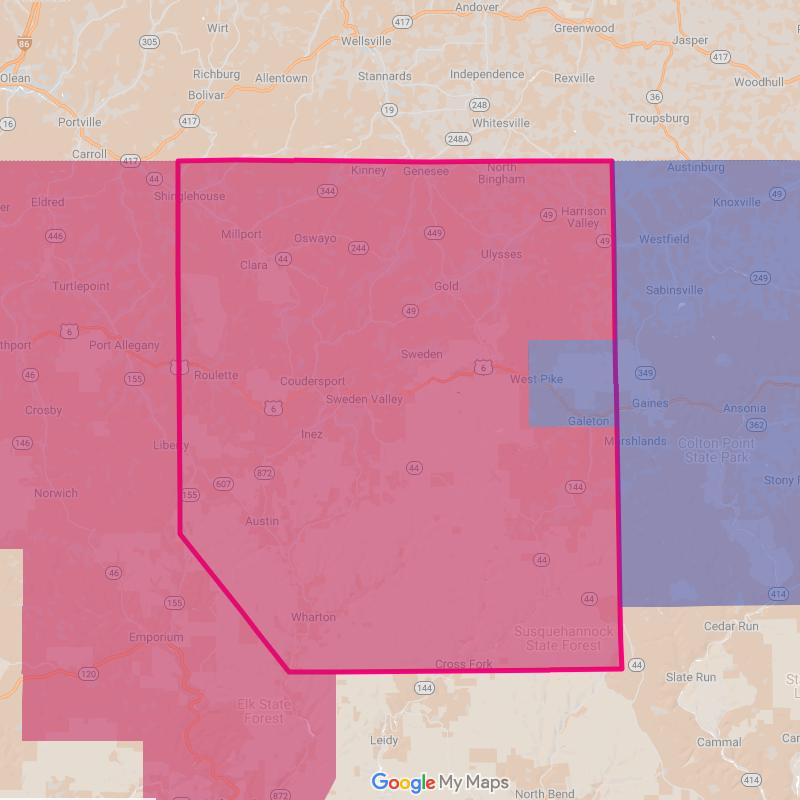 Andover
417
Wirt
Greenwood
86
305
Wellsville
Jasper
417
Olean
Richburg
Allentown
Stannards
Independence
Rexville
Woodhull
Bolivar
36
19
248
16
Portville
417
Whitesville
Troupsburg
248A
Carroll
417
Kinney
Genesee
North
Bingham
Austinburg
44
Shinglehouse
344
49
Eldred
Knoxville
49
Harrison
Valley
446
Millport
Oswayo
449
49
Westfield
244
Clara
44
Ulysses
249
Turtlepoint
Gold
Sabinsville
49
6
Port Allegany
Sweden
6
46
155
Roulette
Coudersport
West Pike
349
Sweden Valley
Gaines
Ansonia
Crosby
6
Galeton
362
Inez
146
Liberty
Marshlands
Colton Point
State Park
44
872
607
144
Norwich
155
Austin
Stony
44
46
155
44
414
Wharton
Cedar Run
Emporium
Susquehannock
State Forest
Cross Fork
44
120
144
Slate Run
Elk State
Forest
Leidy
Cammal
Google My Maps
414
872
North Bend